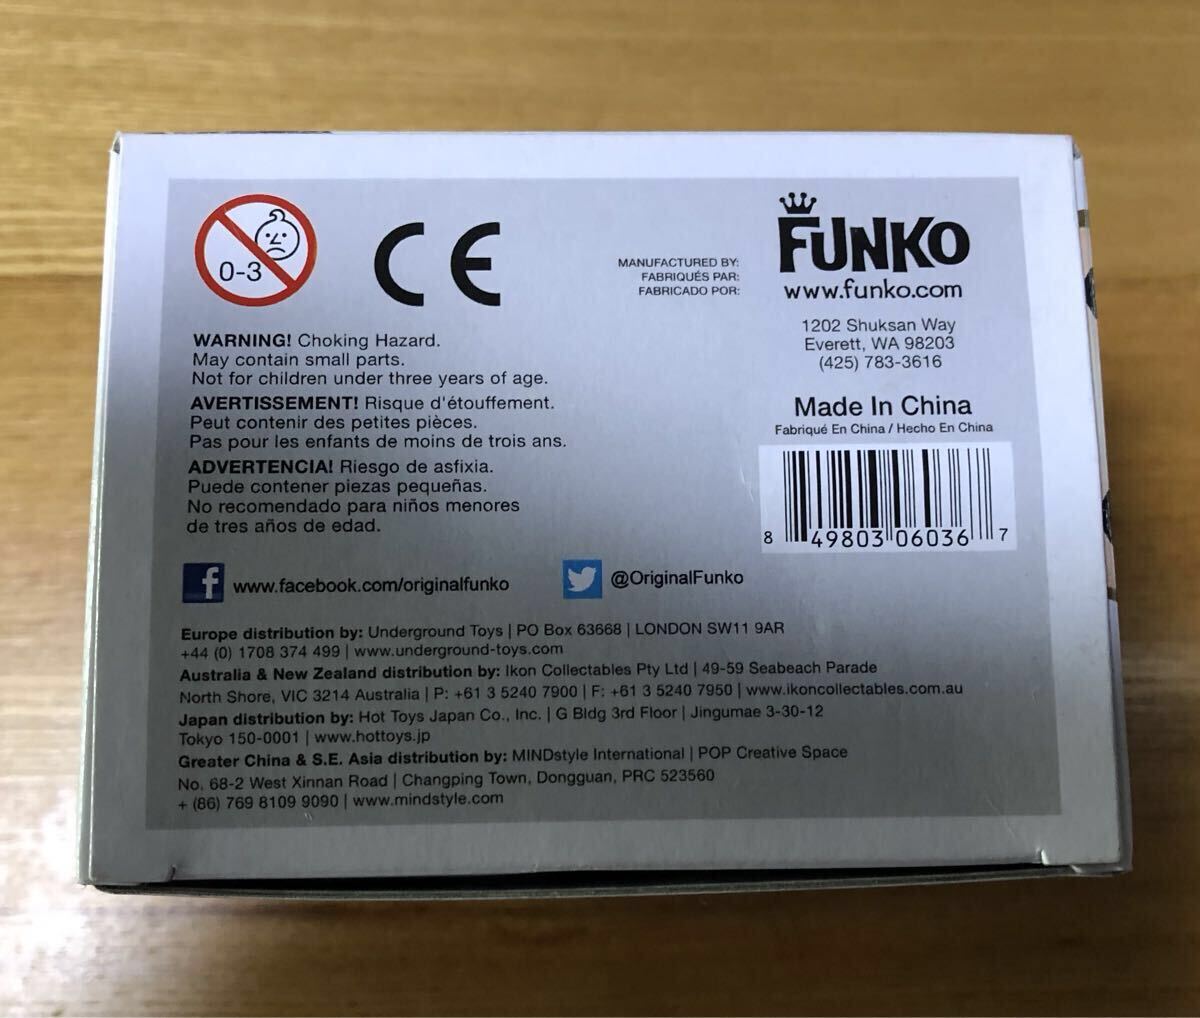 0-3
CE
MANUFACTURED BY:
FABRIQUÉS PAR:
FABRICADO POR:
FUNKO
www.funko.com
1202 Shuksan Way
Everett, WA 98203
(425) 783-3616
Made In China
Fabriqué En China / Hecho En China
8 49803 06036 7
WARNING! Choking Hazard.
May contain small parts.
Not for children under three years of age.
AVERTISSEMENT! Risque d'étouffement.
Peut contenir des petites pièces.
Pas pour les enfants de moins de trois ans.
ADVERTENCIA! Riesgo de asfixia.
Puede contener piezas pequeñas.
No recomendado para niños menores
de tres años de edad.
f www.facebook.com/originalfunko
@OriginalFunko
Europe distribution by: Underground Toys | PO Box 63668 | LONDON SW11 9AR
+44 (0) 1708 374 499 | www.underground-toys.com
Australia & New Zealand distribution by: Ikon Collectables Pty Ltd | 49-59 Seabeach Parade
North Shore, VIC 3214 Australia | P: +61 3 5240 7900 | F: +61 3 5240 7950 | www.ikoncollectables.com.au
Japan distribution by: Hot Toys Japan Co., Inc. | G Bldg 3rd Floor | Jingumae 3-30-12
Tokyo 150-0001 | www.hottoys.jp
Greater China & S.E. Asia distribution by: MINDstyle International | POP Creative Space
No. 68-2 West Xinnan Road | Changping Town, Dongguan, PRC 523560
+ (86) 769 8109 9090 | www.mindstyle.com